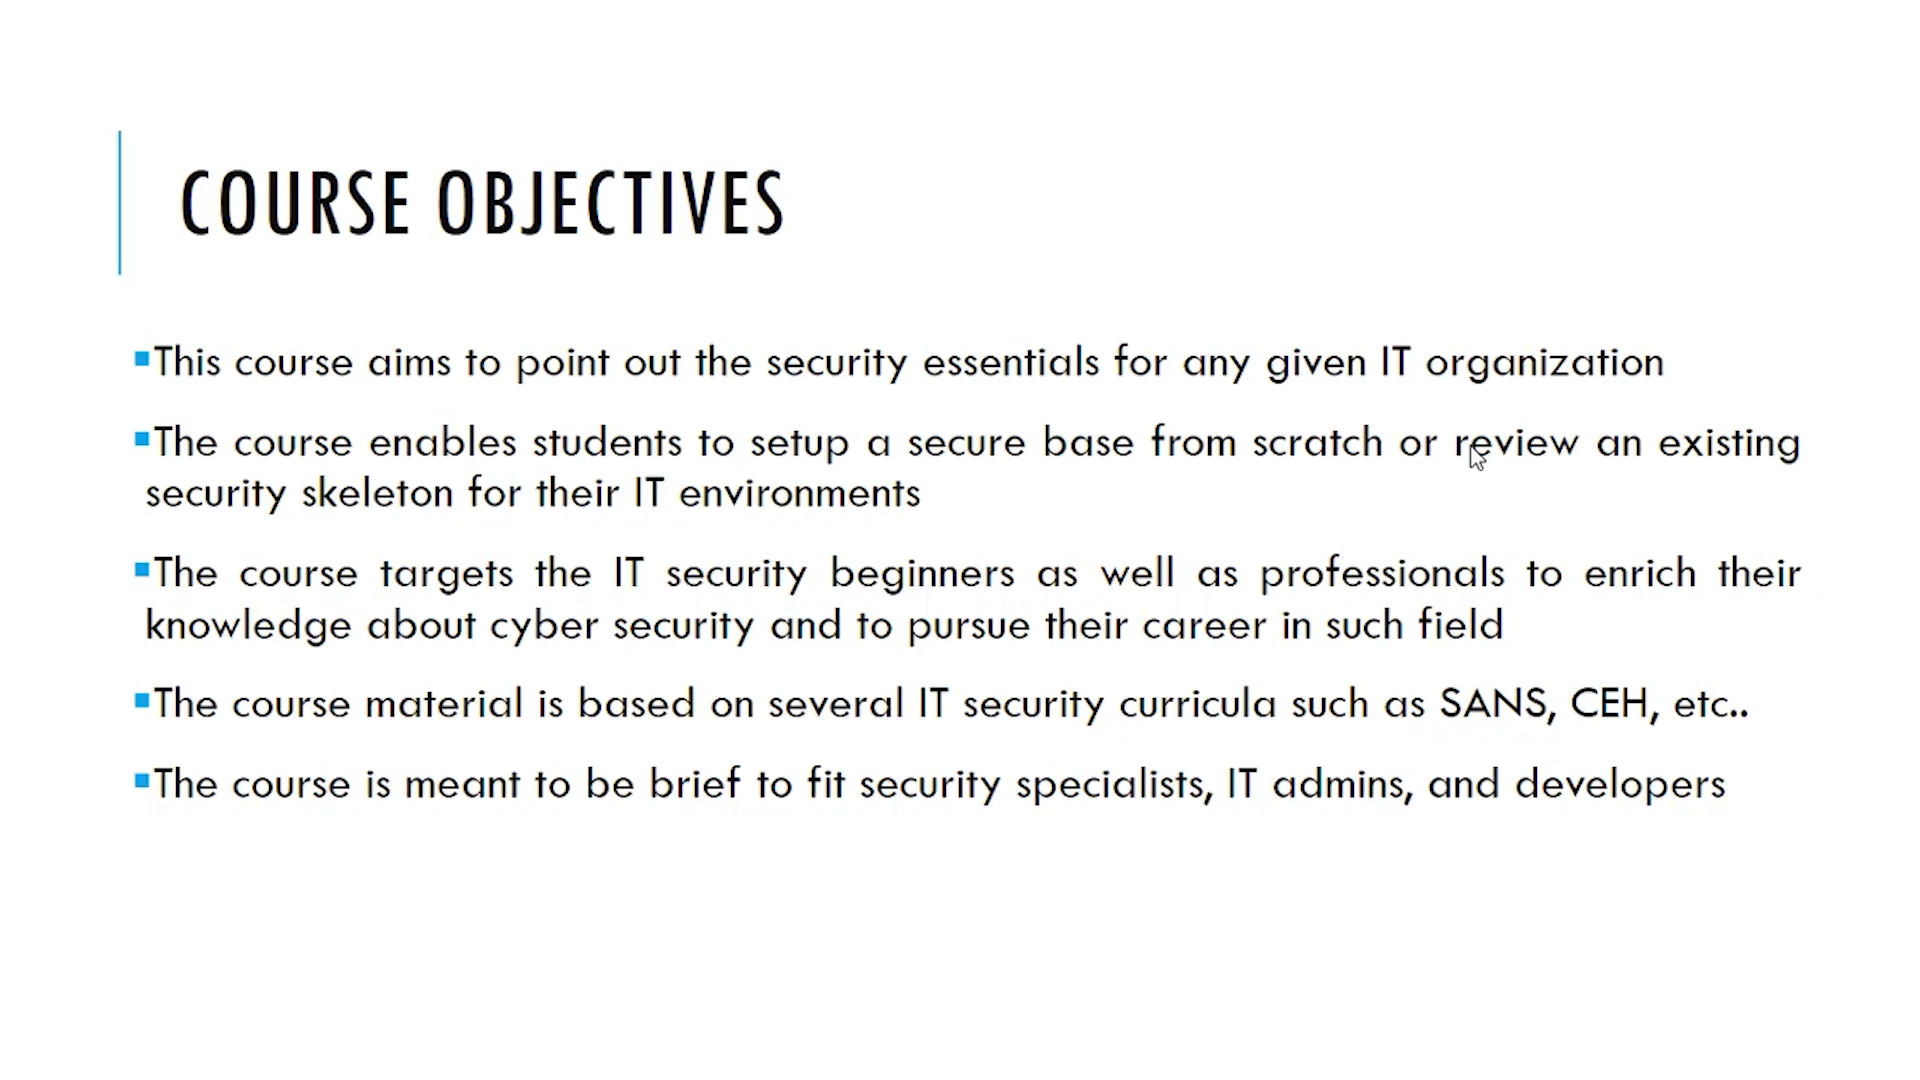 COURSE OBJECTIVES
▪This course aims to point out the security essentials for any given IT organization
▪The course enables students to setup a secure base from scratch or review an existing
security skeleton for their IT environments
▪The course targets the IT security beginners as well as professionals to enrich their
knowledge about cyber security and to pursue their career in such field
▪The course material is based on several IT security curricula such as SANS, CEH, etc..
▪The course is meant to be brief to fit security specialists, IT admins, and developers